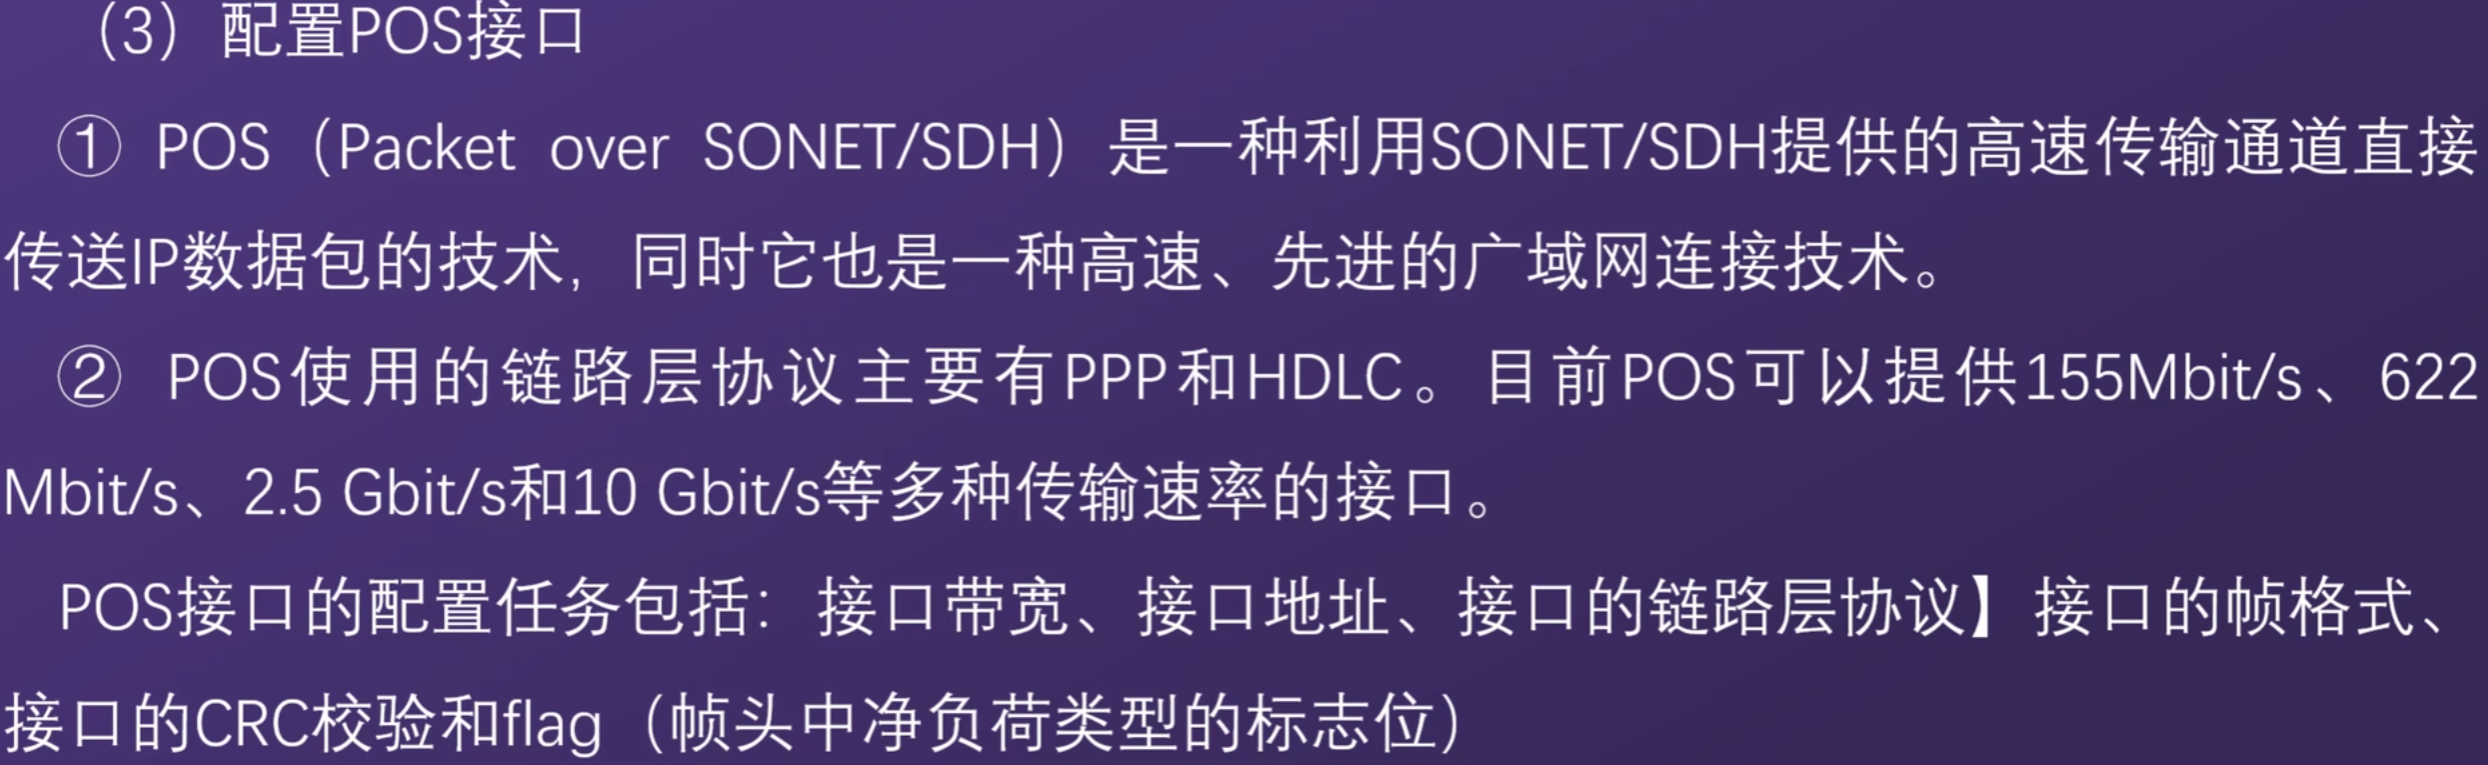 （3）配置POS接口
① POS（Packet over SONET/SDH）是一种利用SONET/SDH提供的高速传输通道直接
传送IP数据包的技术，同时它也是一种高速、先进的广域网连接技术。
② POS使用的链路层协议主要有PPP和HDLC。目前POS可以提供155Mbit/s、622
Mbit/s、2.5 Gbit/s和10 Gbit/s等多种传输速率的接口。
POS接口的配置任务包括：接口带宽、接口地址、接口的链路层协议】接口的帧格式、
接口的CRC校验和flag（帧头中净负荷类型的标志位）